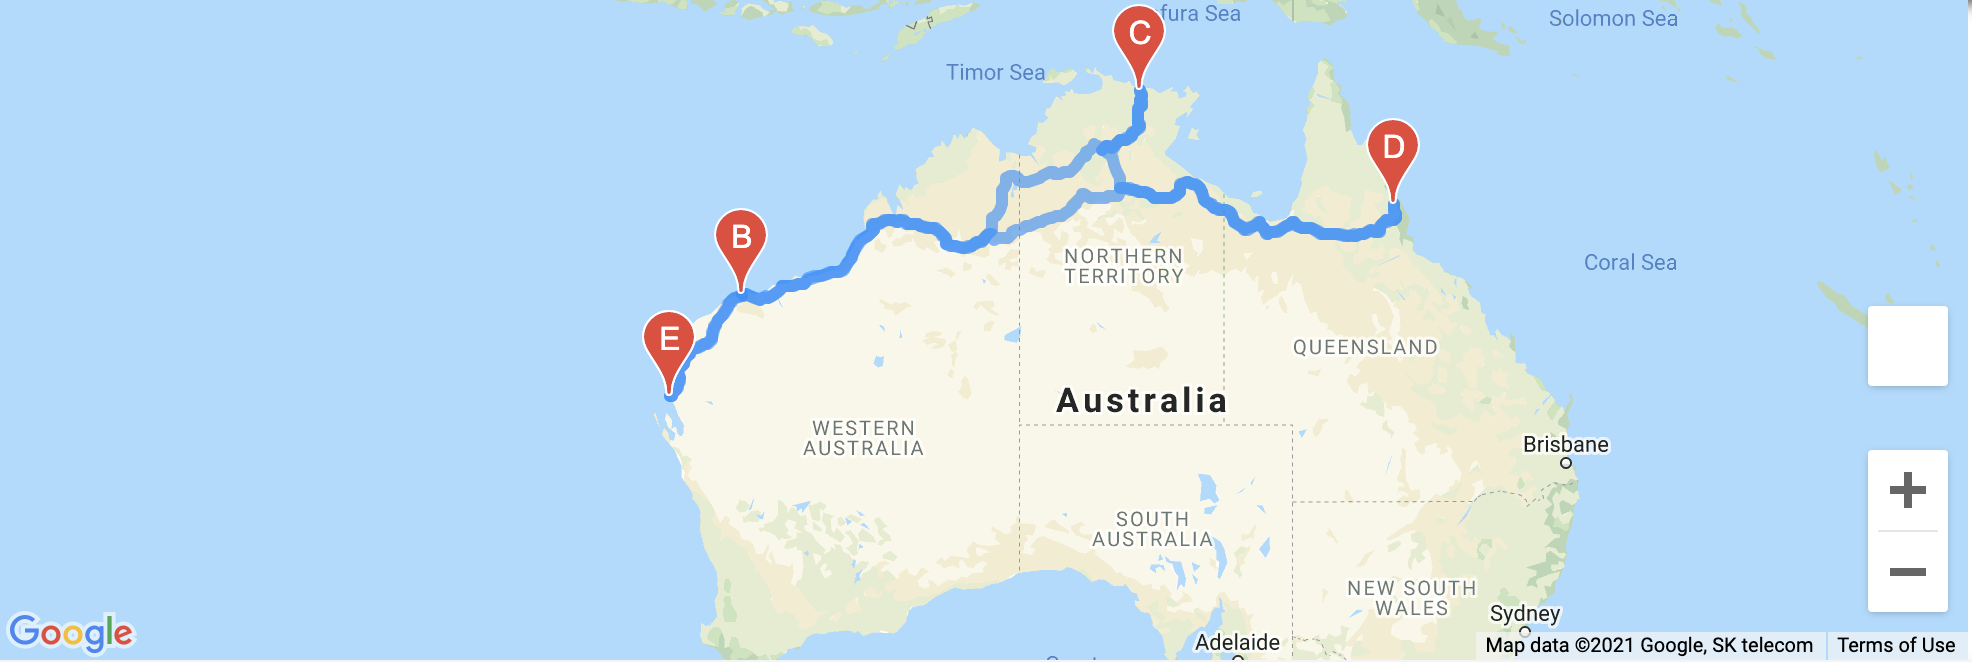 fura Sea
Solomon Sea
C
Timor Sea
D
B
NORTHERN
TERRITORY
Coral Sea
E
QUEENSLAND
Australia
WESTERN
AUSTRALIA
Brisbane
SOUTH
AUSTRALIA
NEW SOUTH
WALES
Sydney
Adelaide
Google
Map data ©2021 Google, SK telecom
Terms of Use